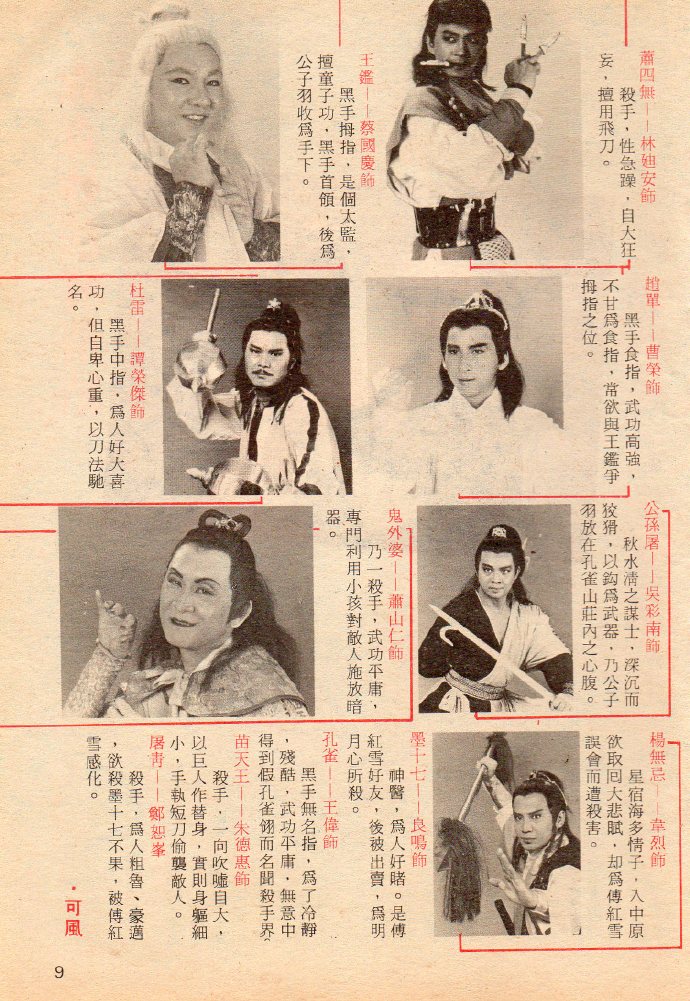 蕭四無——林廸安飾
殺手，性急躁，自大狂
妄，擅用飛刀。
王鑑——蔡國慶飾
黑手拇指，是個太監，
擅童子功，黑手首領，後爲
公子羽收爲手下。
趙單——曹榮飾
黑手食指，武功高強，
不甘爲食指，常欲與王鑑爭
拇指之位。
杜雷——譚榮傑飾
黑手中指，爲人好大喜
功，但自卑心重，以刀法馳
名。
公孫屠——吳彩南飾
秋水清之謀士，深沉而
狡猾，以鈎爲武器，乃公子
羽放在孔雀山莊內之心腹。
鬼外婆——蕭山仁飾
乃一殺手，武功平庸，
專門利用小孩對敵人施放暗
器。
楊無忌——韋烈飾
星宿海多情子，入中原
欲取回大悲賦，却爲傅紅雪
誤會而遭殺害。
墨十七——良鳴飾
神醫，爲人好賭。是傅
紅雪好友，後被出賣，爲明
月心所殺。
孔雀——王偉飾
黑手無名指，爲了冷靜
，殘酷，武功平庸，無意中
得到假孔雀翎而名聞殺手界
苗天王——朱德惠飾
殺手，一向吹噓自大，
以巨人作替身，實則身軀細
小，手執短刀偷襲敵人。
屠青——鄭恕峯
殺手，爲人粗魯、豪邁
，欲殺墨十七不果，被傅紅
雪感化。
·可風
9